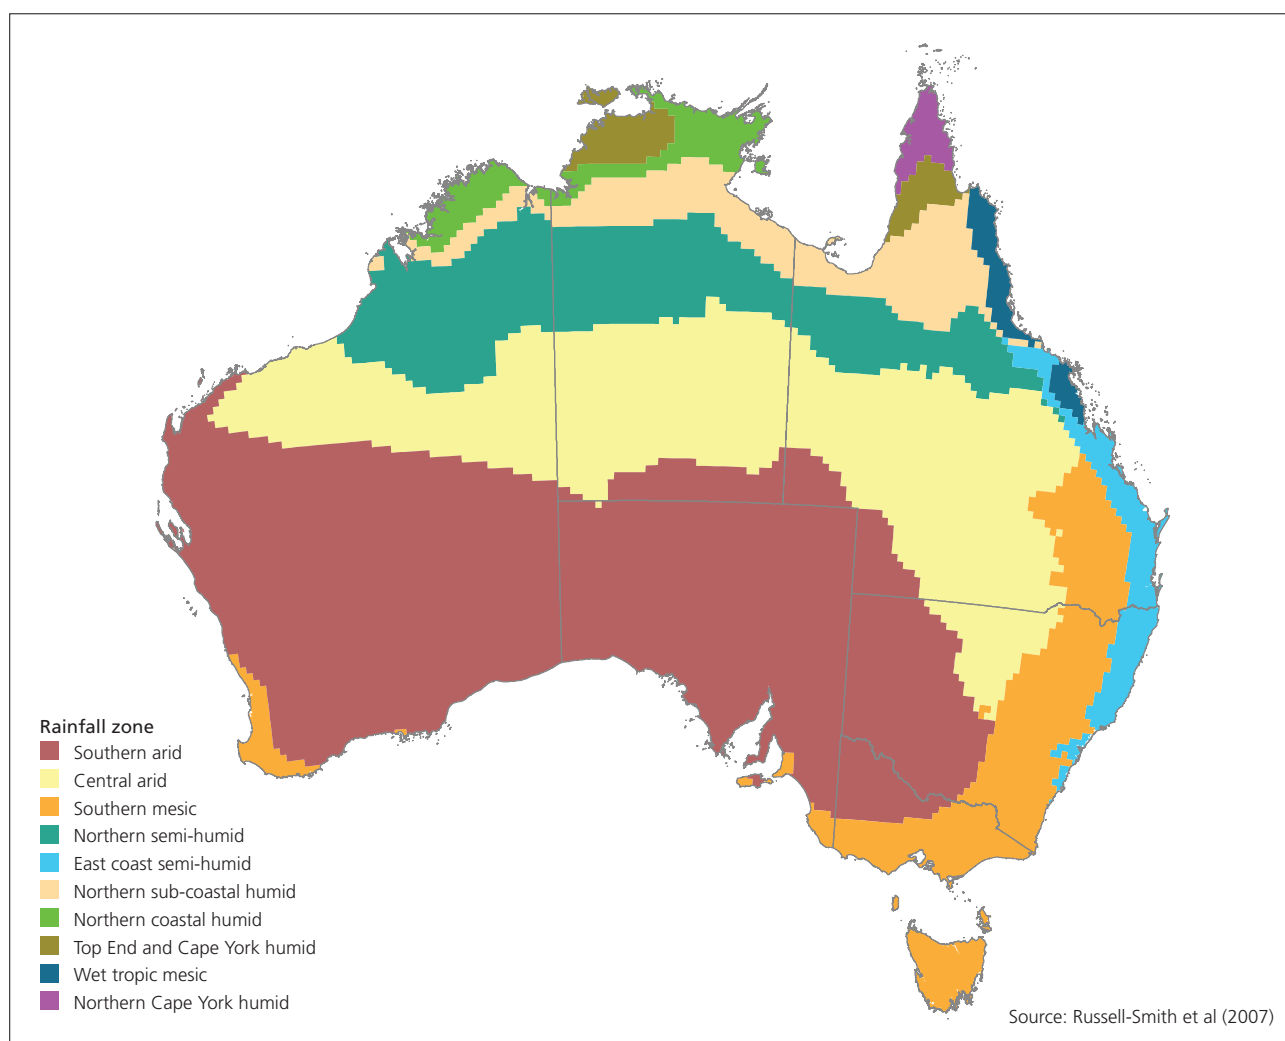 Rainfall zone
Southern arid
Central arid
Southern mesic
Northern semi-humid
East coast semi-humid
Northern sub-coastal humid
Northern coastal humid
Top End and Cape York humid
Wet tropic mesic
Northern Cape York humid
Source: Russell-Smith et al (2007)